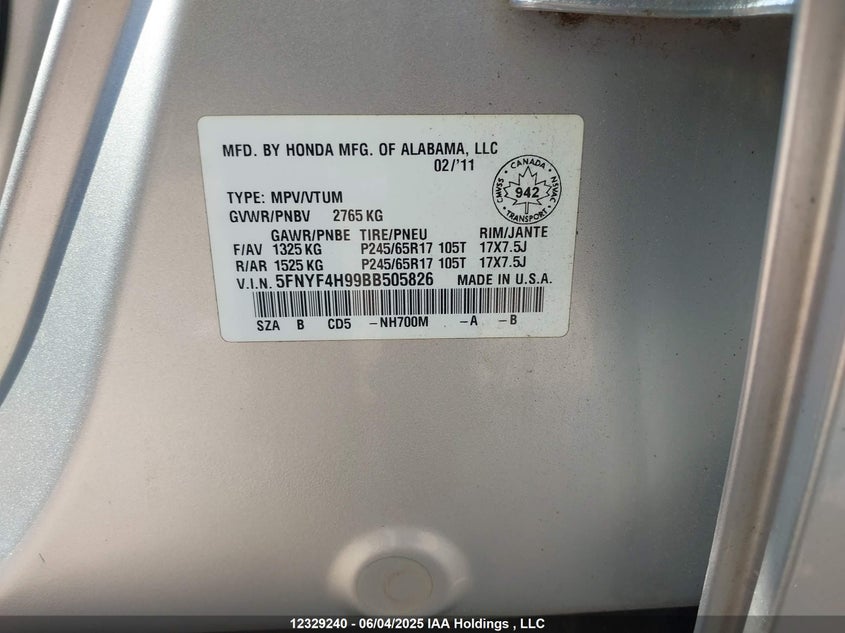 MFD. BY HONDA MFG. OF ALABAMA, LLC
02/'11
CANADA
CMVSS 942 NSVAC
TRANSPORT
TYPE: MPV/VTUM
GVWR/PNBV 2765 KG
GAWR/PNBE TIRE/PNEU RIM/JANTE
F/AV 1325 KG P245/65R17 105T 17X7.5J
R/AR 1525 KG P245/65R17 105T 17X7.5J
V.I.N. 5FNYF4H99BB505826 MADE IN U.S.A.
SZA B CD5 -NH700M -A -B
12329240 - 06/04/2025 IAA Holdings , LLC